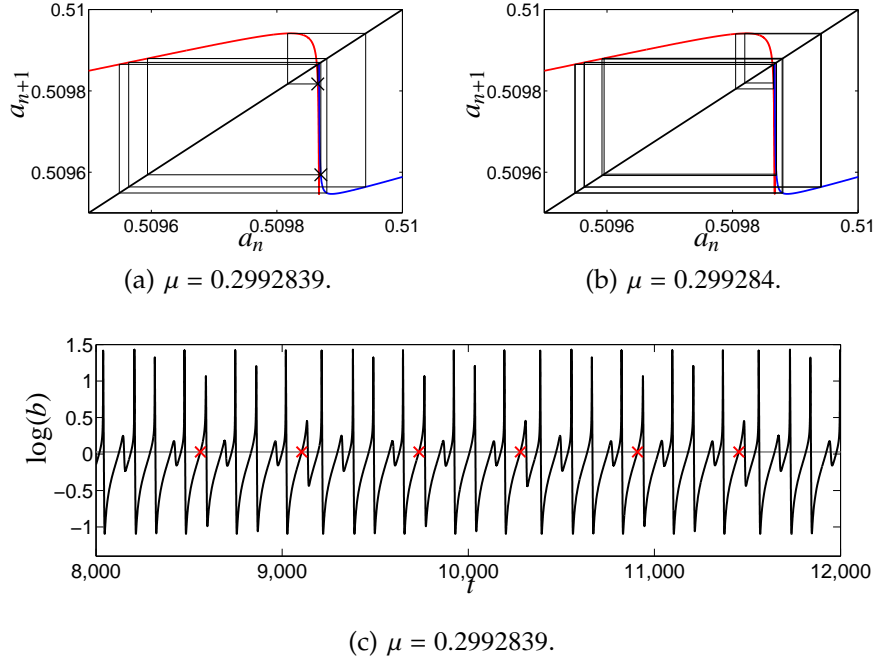 0.51
0.5098
0.5096
a_{n+1}
0.5096 0.5098 0.51
a_n
(a) μ = 0.2992839.
0.51
0.5098
0.5096
a_{n+1}
0.5096 0.5098 0.51
a_n
(b) μ = 0.299284.
1.5
1
0.5
0
−0.5
−1
log(b)
8,000 9,000 10,000 11,000 12,000
t
(c) μ = 0.2992839.